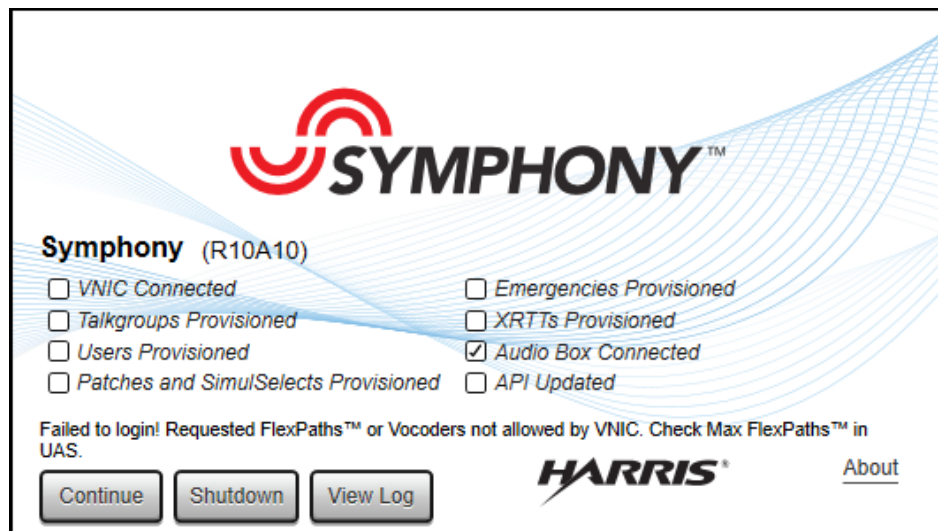 SYMPHONY™
Symphony (R10A10)
VNIC Connected
Emergencies Provisioned
Talkgroups Provisioned
XRTTs Provisioned
Users Provisioned
Audio Box Connected
Patches and SimulSelects Provisioned
API Updated
Failed to login! Requested FlexPaths™ or Vocoders not allowed by VNIC. Check Max FlexPaths™ in
UAS.
Continue
Shutdown
View Log
HARRIS®
About